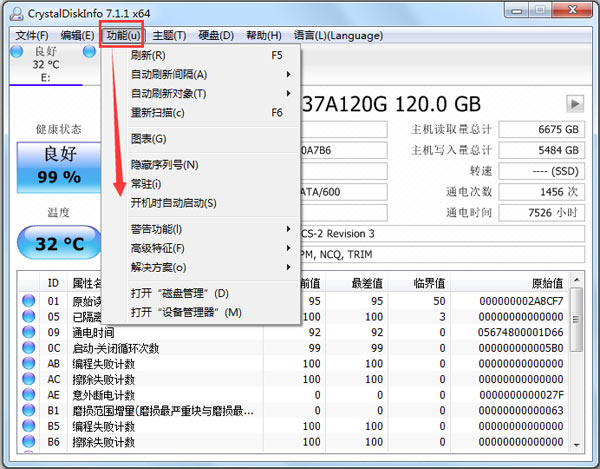 CrystalDiskInfo 7.1.1 x64
文件(F) 编辑(E) 功能(u) 主题(T) 硬盘(D) 帮助(H) 语言(L)(Language)
良好
32 °C
E:
刷新(R) F5
自动刷新间隔(A)
自动刷新对象(T)
重新扫描(c) F6
图表(G)
隐藏序列号(N)
常驻(i)
开机时自动启动(S)
警告功能(l)
高级特征(F)
解决方案(o)
打开“磁盘管理”(D)
打开“设备管理器”(M)
37A120G 120.0 GB
健康状态
良好
99 %
温度
32 °C
0A7B6
ATA/600
CS-2 Revision 3
PM, NCQ, TRIM
主机读取量总计 6675 GB
主机写入量总计 5484 GB
转速 ---- (SSD)
通电次数 1456 次
通电时间 7526 小时
ID 属性名 前值 最差值 临界值 原始值
01 原始读 95 95 50 000000002A8CF7
05 已隔离 100 100 3 00000000000000
09 通电时间 92 92 0 05674800001D66
0C 启动-关闭循环次数 99 99 0 000000000005B0
AB 编程失败计数 100 100 0 00000000000000
AC 擦除失败计数 100 100 0 00000000000000
AE 意外断电计数 0 0 0 0000000000027F
B1 磨损范围增量(磨损最严重块与磨损最... 0 0 0 00000000000063
B5 编程失败计数 100 100 0 00000000000000
B6 擦除失败计数 100 100 0 00000000000000